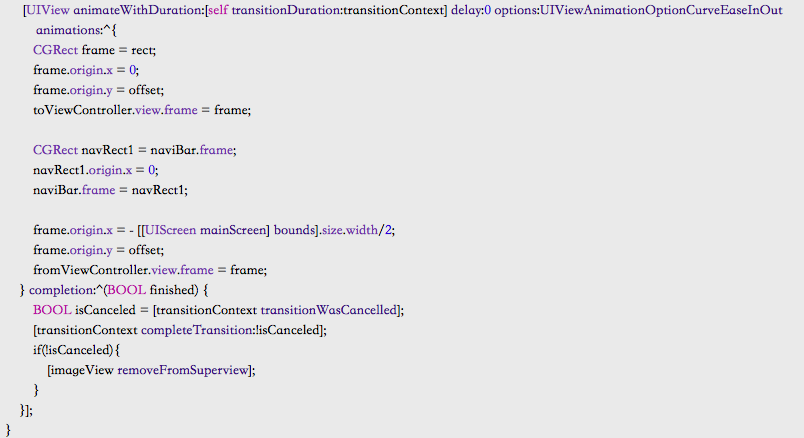 [UIView animateWithDuration:[self transitionDuration:transitionContext] delay:0 options:UIViewAnimationOptionCurveEaseInOut
animations:^{
CGRect frame = rect;
frame.origin.x = 0;
frame.origin.y = offset;
toViewController.view.frame = frame;
CGRect navRect1 = naviBar.frame;
navRect1.origin.x = 0;
naviBar.frame = navRect1;
frame.origin.x = - [[UIScreen mainScreen] bounds].size.width/2;
frame.origin.y = offset;
fromViewController.view.frame = frame;
} completion:^(BOOL finished) {
BOOL isCanceled = [transitionContext transitionWasCancelled];
[transitionContext completeTransition:!isCanceled];
if(!isCanceled){
[imageView removeFromSuperview];
}
}];
}